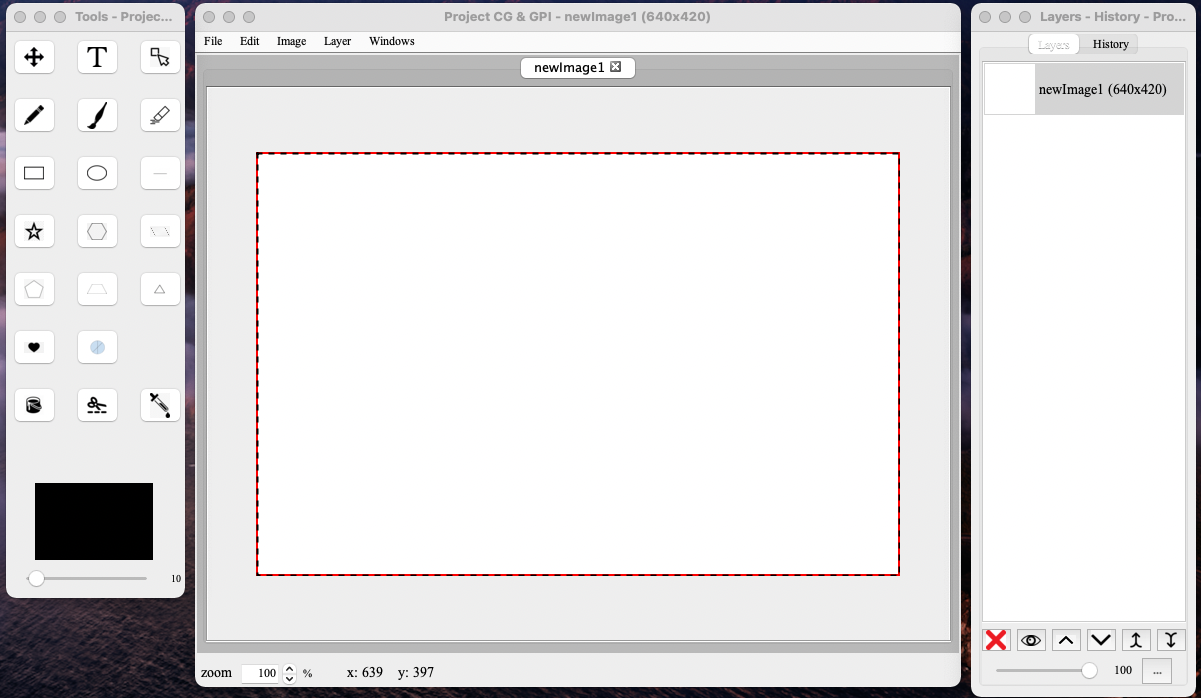 Tools - Projec...
T
10
Project CG & GPI - newImage1 (640x420)
File Edit Image Layer Windows
newImage1
zoom 100 % x: 639 y: 397
Layers - History - Pro...
Layers History
newImage1 (640x420)
100 ...